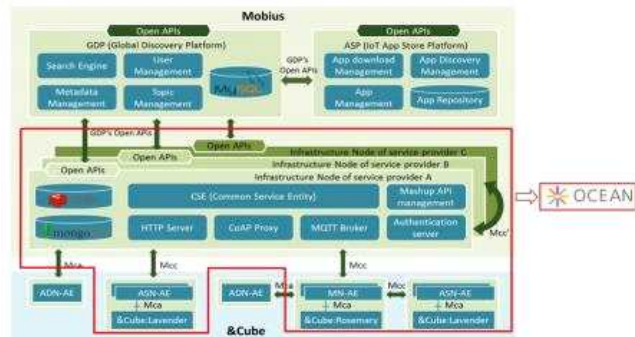 Mobius
Open APIs
Open APIs
GDP (Global Discovery Platform)
ASP (IoT App Store Platform)
Search Engine
User Management
MySQL
GDP's Open APIs
App download Management
App Discovery Management
Metadata Management
Topic Management
App Management
App Repository
GDP's Open APIs
Open APIs
Infrastructure Node of service provider C
Open APIs
Infrastructure Node of service provider B
Open APIs
Infrastructure Node of service provider A
CSE (Common Service Entity)
Mashup API management
mongo
HTTP Server
CoAP Proxy
MQTT Broker
Authentication server
Mcc'
OCEAN
Mca
Mcc
Mcc
ADN-AE
ASN-AE
ADN-AE
Mca
MN-AE
Mcc
ASN-AE
Mca
Mca
Mca
&Cube:Lavender
&Cube:Rosemary
&Cube:Lavender
&Cube